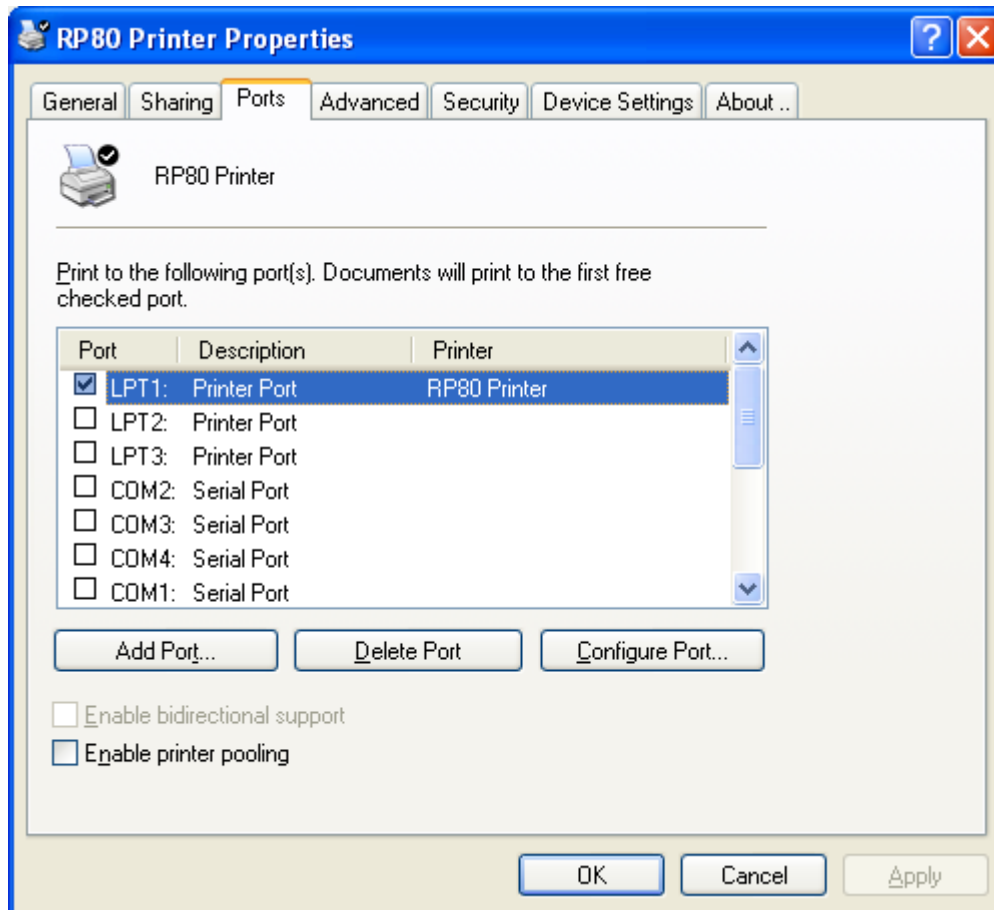 RP80 Printer Properties
General Sharing Ports Advanced Security Device Settings About ..
RP80 Printer
Print to the following port(s). Documents will print to the first free
checked port.
Port Description Printer
LPT1: Printer Port RP80 Printer
LPT2: Printer Port
LPT3: Printer Port
COM2: Serial Port
COM3: Serial Port
COM4: Serial Port
COM1: Serial Port
Add Port... Delete Port Configure Port...
Enable bidirectional support
Enable printer pooling
OK Cancel Apply